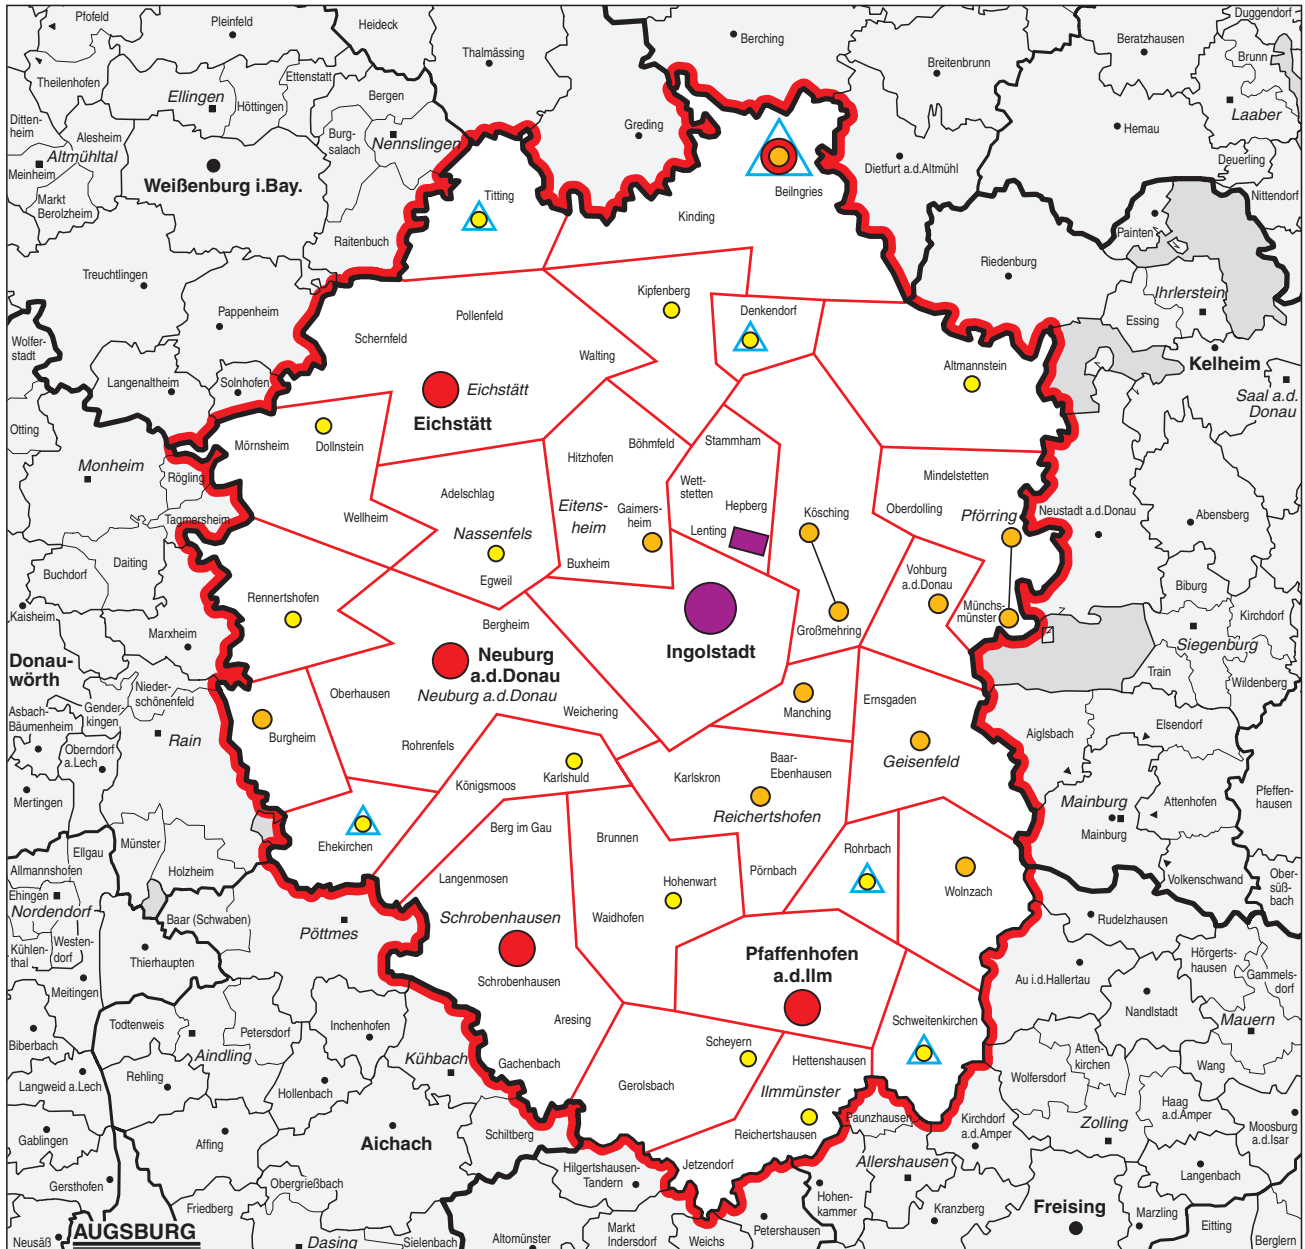 Pfofeld
Pleinfeld
Heideck
Thalmässing
Berching
Breitenbrunn
Beratzhausen
Duggendorf
Brunn
Theilenhofen
Ellingen
Ettenstatt
Höttingen
Bergen
Laaber
Ditten-
heim
Alesheim
Altmühltal
Meinheim
Markt
Berolzheim
Burg-
salach
Nennslingen
Greding
Hemau
Deuerling
Weißenburg i.Bay.
Dietfurt a.d.Altmühl
Beilngries
Nittendorf
Titting
Kinding
Painten
Raitenbuch
Treuchtlingen
Riedenburg
Ihrlerstein
Essing
Pappenheim
Kipfenberg
Denkendorf
Pollenfeld
Schernfeld
Walting
Wolfer-
stadt
Kelheim
Altmannstein
Langenaltheim
Solnhofen
Eichstätt
Eichstätt
Saal a.d.
Donau
Otting
Mörnsheim
Dollnstein
Böhmfeld
Stammham
Hitzhofen
Monheim
Rögling
Mindelstetten
Wett-
stetten
Adelschlag
Hepberg
Eitens-
heim
Gaimers-
heim
Kösching
Oberdolling
Pförring
Neustadt a.d.Donau
Abensberg
Tagmersheim
Wellheim
Nassenfels
Lenting
Buxheim
Egweil
Daiting
Buchdorf
Vohburg
a.d.Donau
Biburg
Kaisheim
Rennertshofen
Münchs-
münster
Kirchdorf
Bergheim
Großmehring
Marxheim
Siegenburg
Ingolstadt
Neuburg
a.d.Donau
Neuburg a.d.Donau
Donau-
wörth
Train
Wildenberg
Nieder-
schönenfeld
Oberhausen
Ernsgaden
Weichering
Manching
Asbach-
Bäumenheim
Gender-
kingen
Rain
Burgheim
Elsendorf
Aiglsbach
Oberndorf
a.Lech
Rohrenfels
Geisenfeld
Baar-
Ebenhausen
Karlshuld
Karlskron
Königsmoos
Mertingen
Reichertshofen
Mainburg
Mainburg
Attenhofen
Pfeffen-
hausen
Berg im Gau
Brunnen
Ehekirchen
Münster
Ellgau
Allmannshofen
Holzheim
Rohrbach
Pörnbach
Wolnzach
Volkenschwand
Ober-
süß-
bach
Langenmosen
Hohenwart
Ehingen
Nordendorf
Baar (Schwaben)
Pöttmes
Schrobenhausen
Waidhofen
Rudelzhausen
Kühlen-
thal
Westen-
dorf
Thierhaupten
Schrobenhausen
Pfaffenhofen
a.d.Ilm
Hörgerts-
hausen
Gammels-
dorf
Au i.d.Hallertau
Meitingen
Nandlstadt
Mauern
Aresing
Schweitenkirchen
Todtenweis
Petersdorf
Inchenhofen
Biberbach
Aindling
Scheyern
Atten-
kirchen
Wang
Kühbach
Gachenbach
Hettenshausen
Wolfersdorf
Langweid a.Lech
Rehling
Hollenbach
Gerolsbach
Ilmmünster
Haag
a.d.Amper
Paunzhausen
Kirchdorf
a.d.Amper
Zolling
Moosburg
a.d.Isar
Gablingen
Affing
Aichach
Schiltberg
Reichertshausen
Allershausen
Gersthofen
Obergrießbach
Hilgertshausen-
Tandern
Jetzendorf
Langenbach
Hohen-
kammer
Friedberg
AUGSBURG
Freising
Kranzberg
Marzling
Eitting
Petershausen
Markt
Indersdorf
Weichs
Neusäß
Dasing
Sielenbach
Altomünster
Berglern